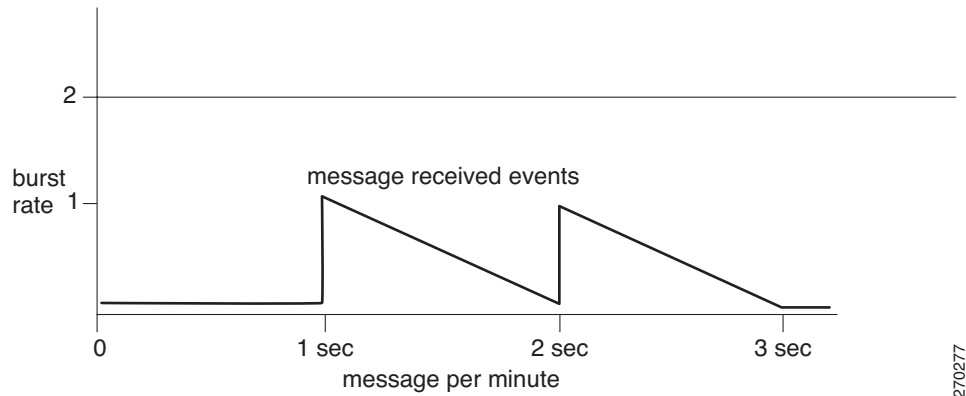 2
burst
rate
1
message received events
0
1 sec
2 sec
3 sec
message per minute
270277